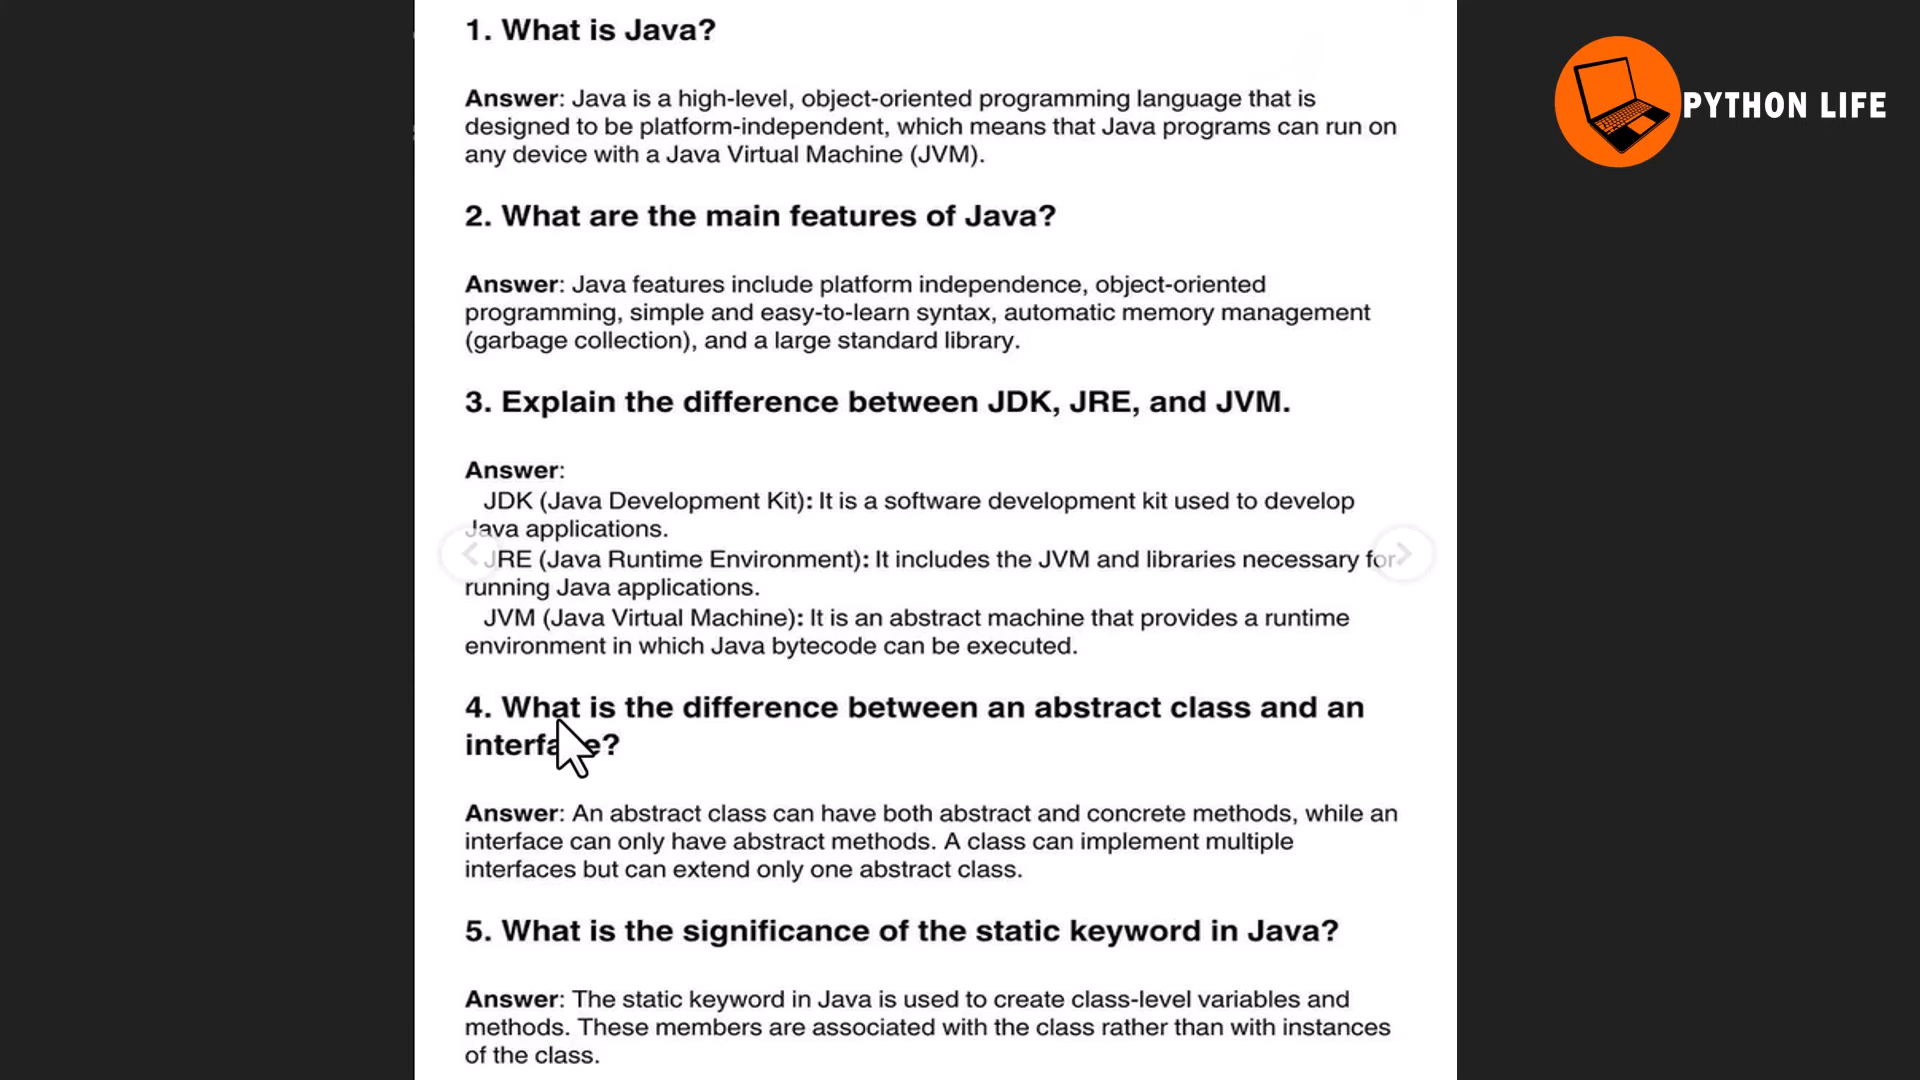 1. What is Java?
PYTHON LIFE
Answer: Java is a high-level, object-oriented programming language that is
designed to be platform-independent, which means that Java programs can run on
any device with a Java Virtual Machine (JVM).
2. What are the main features of Java?
Answer: Java features include platform independence, object-oriented
programming, simple and easy-to-learn syntax, automatic memory management
(garbage collection), and a large standard library.
3. Explain the difference between JDK, JRE, and JVM.
Answer:
JDK (Java Development Kit): It is a software development kit used to develop
Java applications.
JRE (Java Runtime Environment): It includes the JVM and libraries necessary for
running Java applications.
JVM (Java Virtual Machine): It is an abstract machine that provides a runtime
environment in which Java bytecode can be executed.
4. What is the difference between an abstract class and an
interface?
Answer: An abstract class can have both abstract and concrete methods, while an
interface can only have abstract methods. A class can implement multiple
interfaces but can extend only one abstract class.
5. What is the significance of the static keyword in Java?
Answer: The static keyword in Java is used to create class-level variables and
methods. These members are associated with the class rather than with instances
of the class.